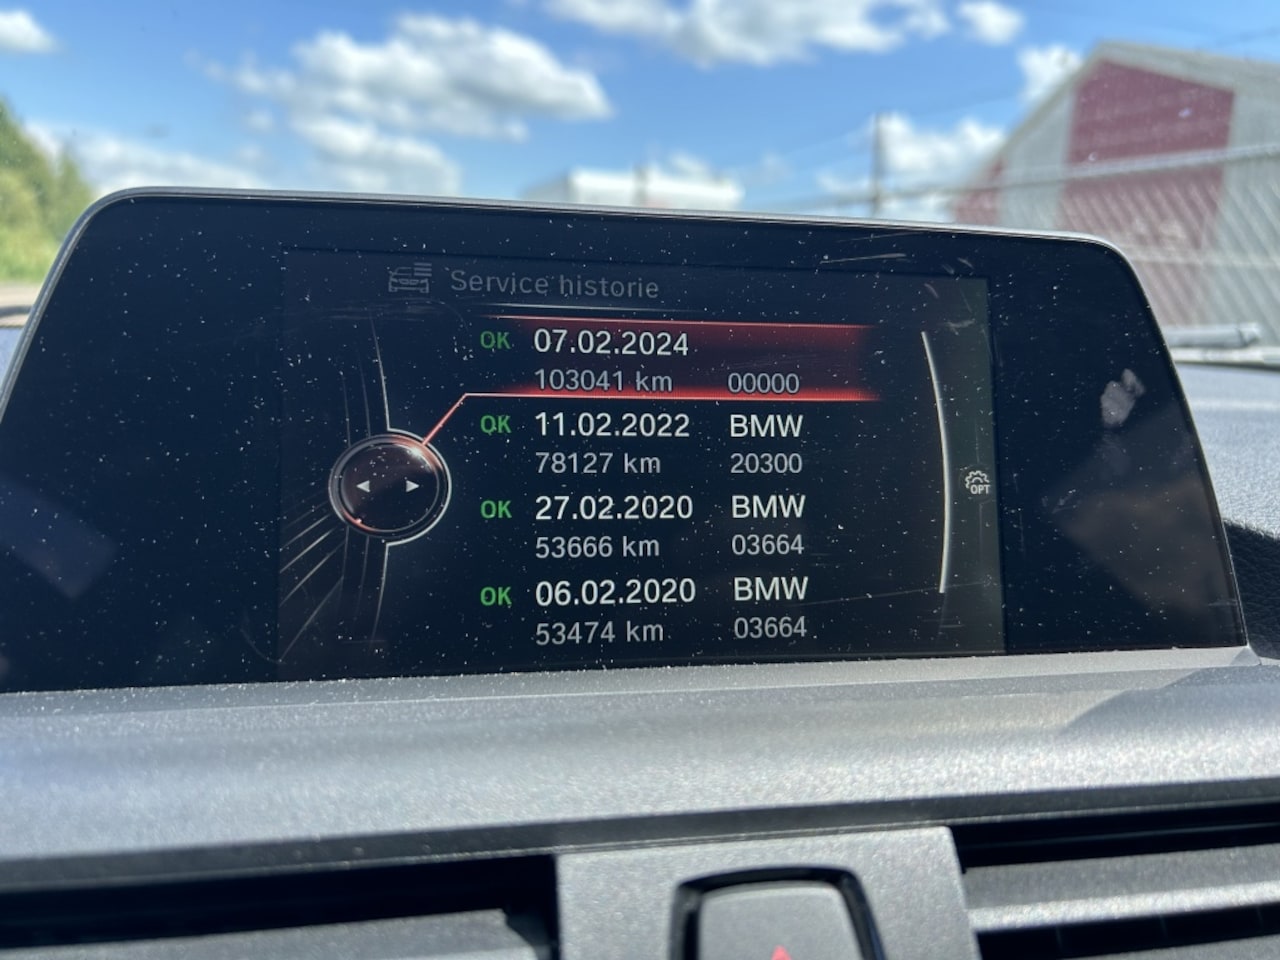 Service historie
OK 07.02.2024
103041 km 00000
OK 11.02.2022 BMW
78127 km 20300
OK 27.02.2020 BMW
53666 km 03664
OPT
OK 06.02.2020 BMW
53474 km 03664